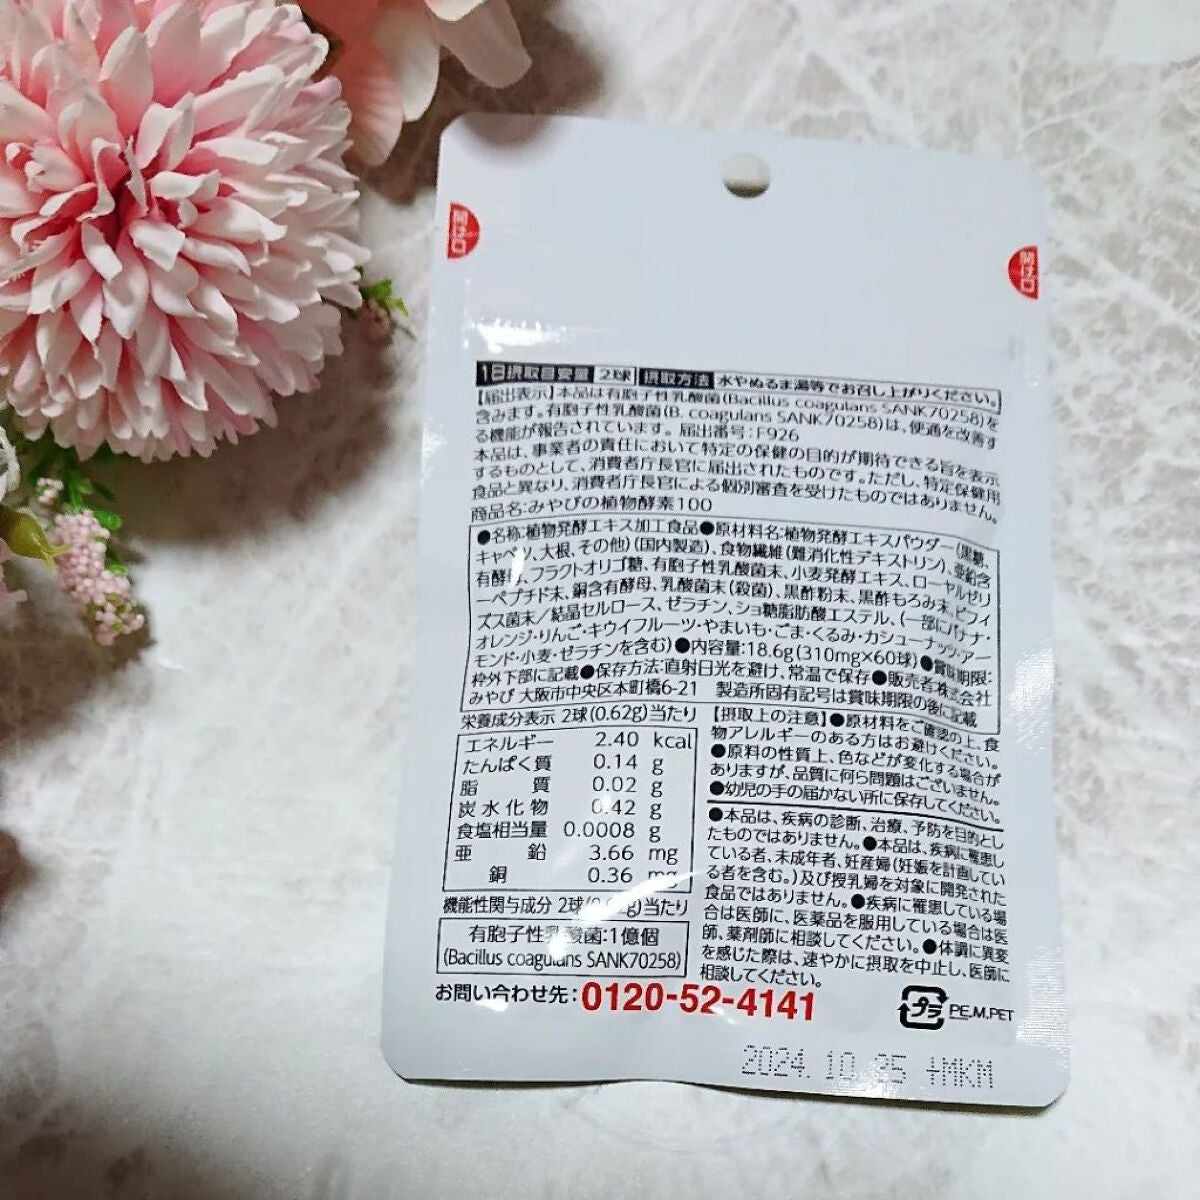 開け口
開け口
1日摂取目安量 2球 摂取方法 水やぬるま湯等でお召し上がりください。
【届出表示】本品は有胞子性乳酸菌(Bacillus coagulans SANK70258)を
含みます。有胞子性乳酸菌(B. coagulans SANK70258)は、便通を改善す
る機能が報告されています。届出番号:F926
本品は、事業者の責任において特定の保健の目的が期待できる旨を表示
するものとして、消費者庁長官に届出されたものです。ただし、特定保健用
食品と異なり、消費者庁長官による個別審査を受けたものではありません。
商品名:みやびの植物酵素100
●名称:植物発酵エキス加工食品●原材料名:植物発酵エキスパウダー(黒糖、
キャベツ、大根、その他)(国内製造)、食物繊維(難消化性デキストリン)、亜鉛含
有酵母、フラクトオリゴ糖、有胞子性乳酸菌末、小麦発酵エキス、ローヤルゼリ
ーペプチド末、銅含有酵母、乳酸菌末(殺菌)、黒酢粉末、黒酢もろみ末、ビフィ
ズス菌末/結晶セルロース、ゼラチン、ショ糖脂肪酸エステル、(一部にバナナ・
オレンジ・りんご・キウイフルーツ・やまいも・ごま・くるみ・カシューナッツ・アー
モンド・小麦・ゼラチンを含む)●内容量:18.6g(310mg×60球)●賞味期限:
枠外下部に記載●保存方法:直射日光を避け、常温で保存●販売者:株式会社
みやび 大阪市中央区本町橋6-21 製造所固有記号は賞味期限の後に記載
栄養成分表示 2球(0.62g)当たり
エネルギー 2.40 kcal
たんぱく質 0.14 g
脂質 0.02 g
炭水化物 0.42 g
食塩相当量 0.0008 g
亜鉛 3.66 mg
銅 0.36 mg
機能性関与成分 2球(0.62g)当たり
有胞子性乳酸菌:1億個
(Bacillus coagulans SANK70258)
【摂取上の注意】●原材料をご確認の上、食
物アレルギーのある方はお避けください。
●原料の性質上、色などが変化する場合が
ありますが、品質に何ら問題はございません。
●幼児の手の届かない所に保存してください。
●本品は、疾病の診断、治療、予防を目的とし
たものではありません。●本品は、疾病に罹患し
ている者、未成年者、妊産婦(妊娠を計画してい
る者を含む。)及び授乳婦を対象に開発された
食品ではありません。●疾病に罹患している場
合は医師に、医薬品を服用している場合は医
師、薬剤師に相談してください。●体調に異変
を感じた際は、速やかに摂取を中止し、医師に
相談してください。
お問い合わせ先:0120-52-4141
プラ PE,M,PET
2024.10.25 +MKM